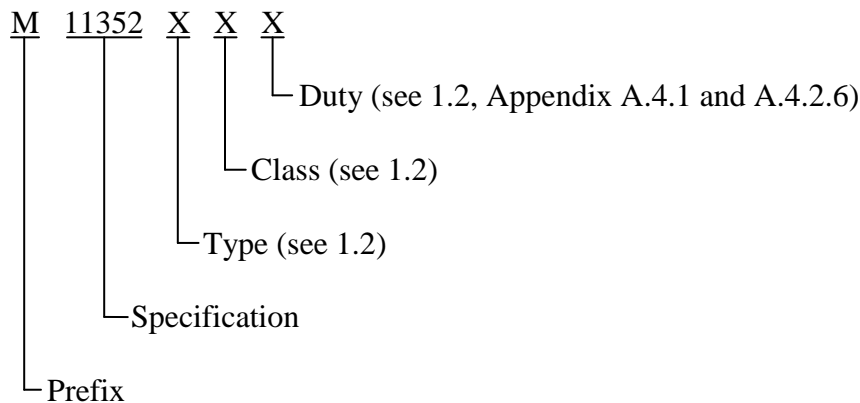 M 11352 X X X
Duty (see 1.2, Appendix A.4.1 and A.4.2.6)
Class (see 1.2)
Type (see 1.2)
Specification
Prefix